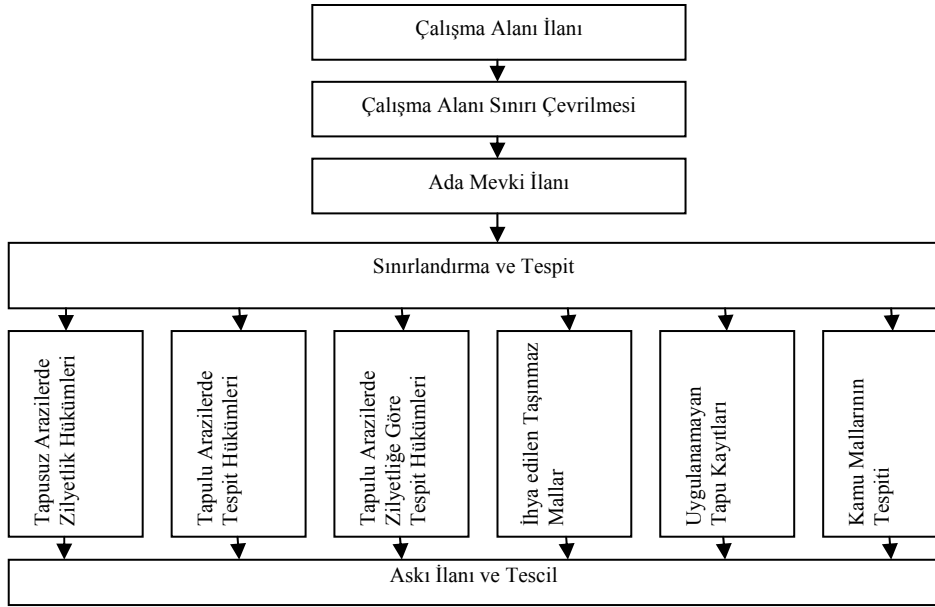 Çalışma Alanı İlanı
Çalışma Alanı Sınırı Çevrilmesi
Ada Mevki İlanı
Sınırlandırma ve Tespit
Tapusuz Arazilerde
Zilyetlik Hükümleri
Tapulu Arazilerde
Tespit Hükümleri
Tapulu Arazilerde
Zilyetliğe Göre
Tespit Hükümleri
İhya edilen Taşınmaz
Mallar
Uygulanamayan
Tapu Kayıtları
Kamu Mallarının
Tespiti
Askı İlanı ve Tescil